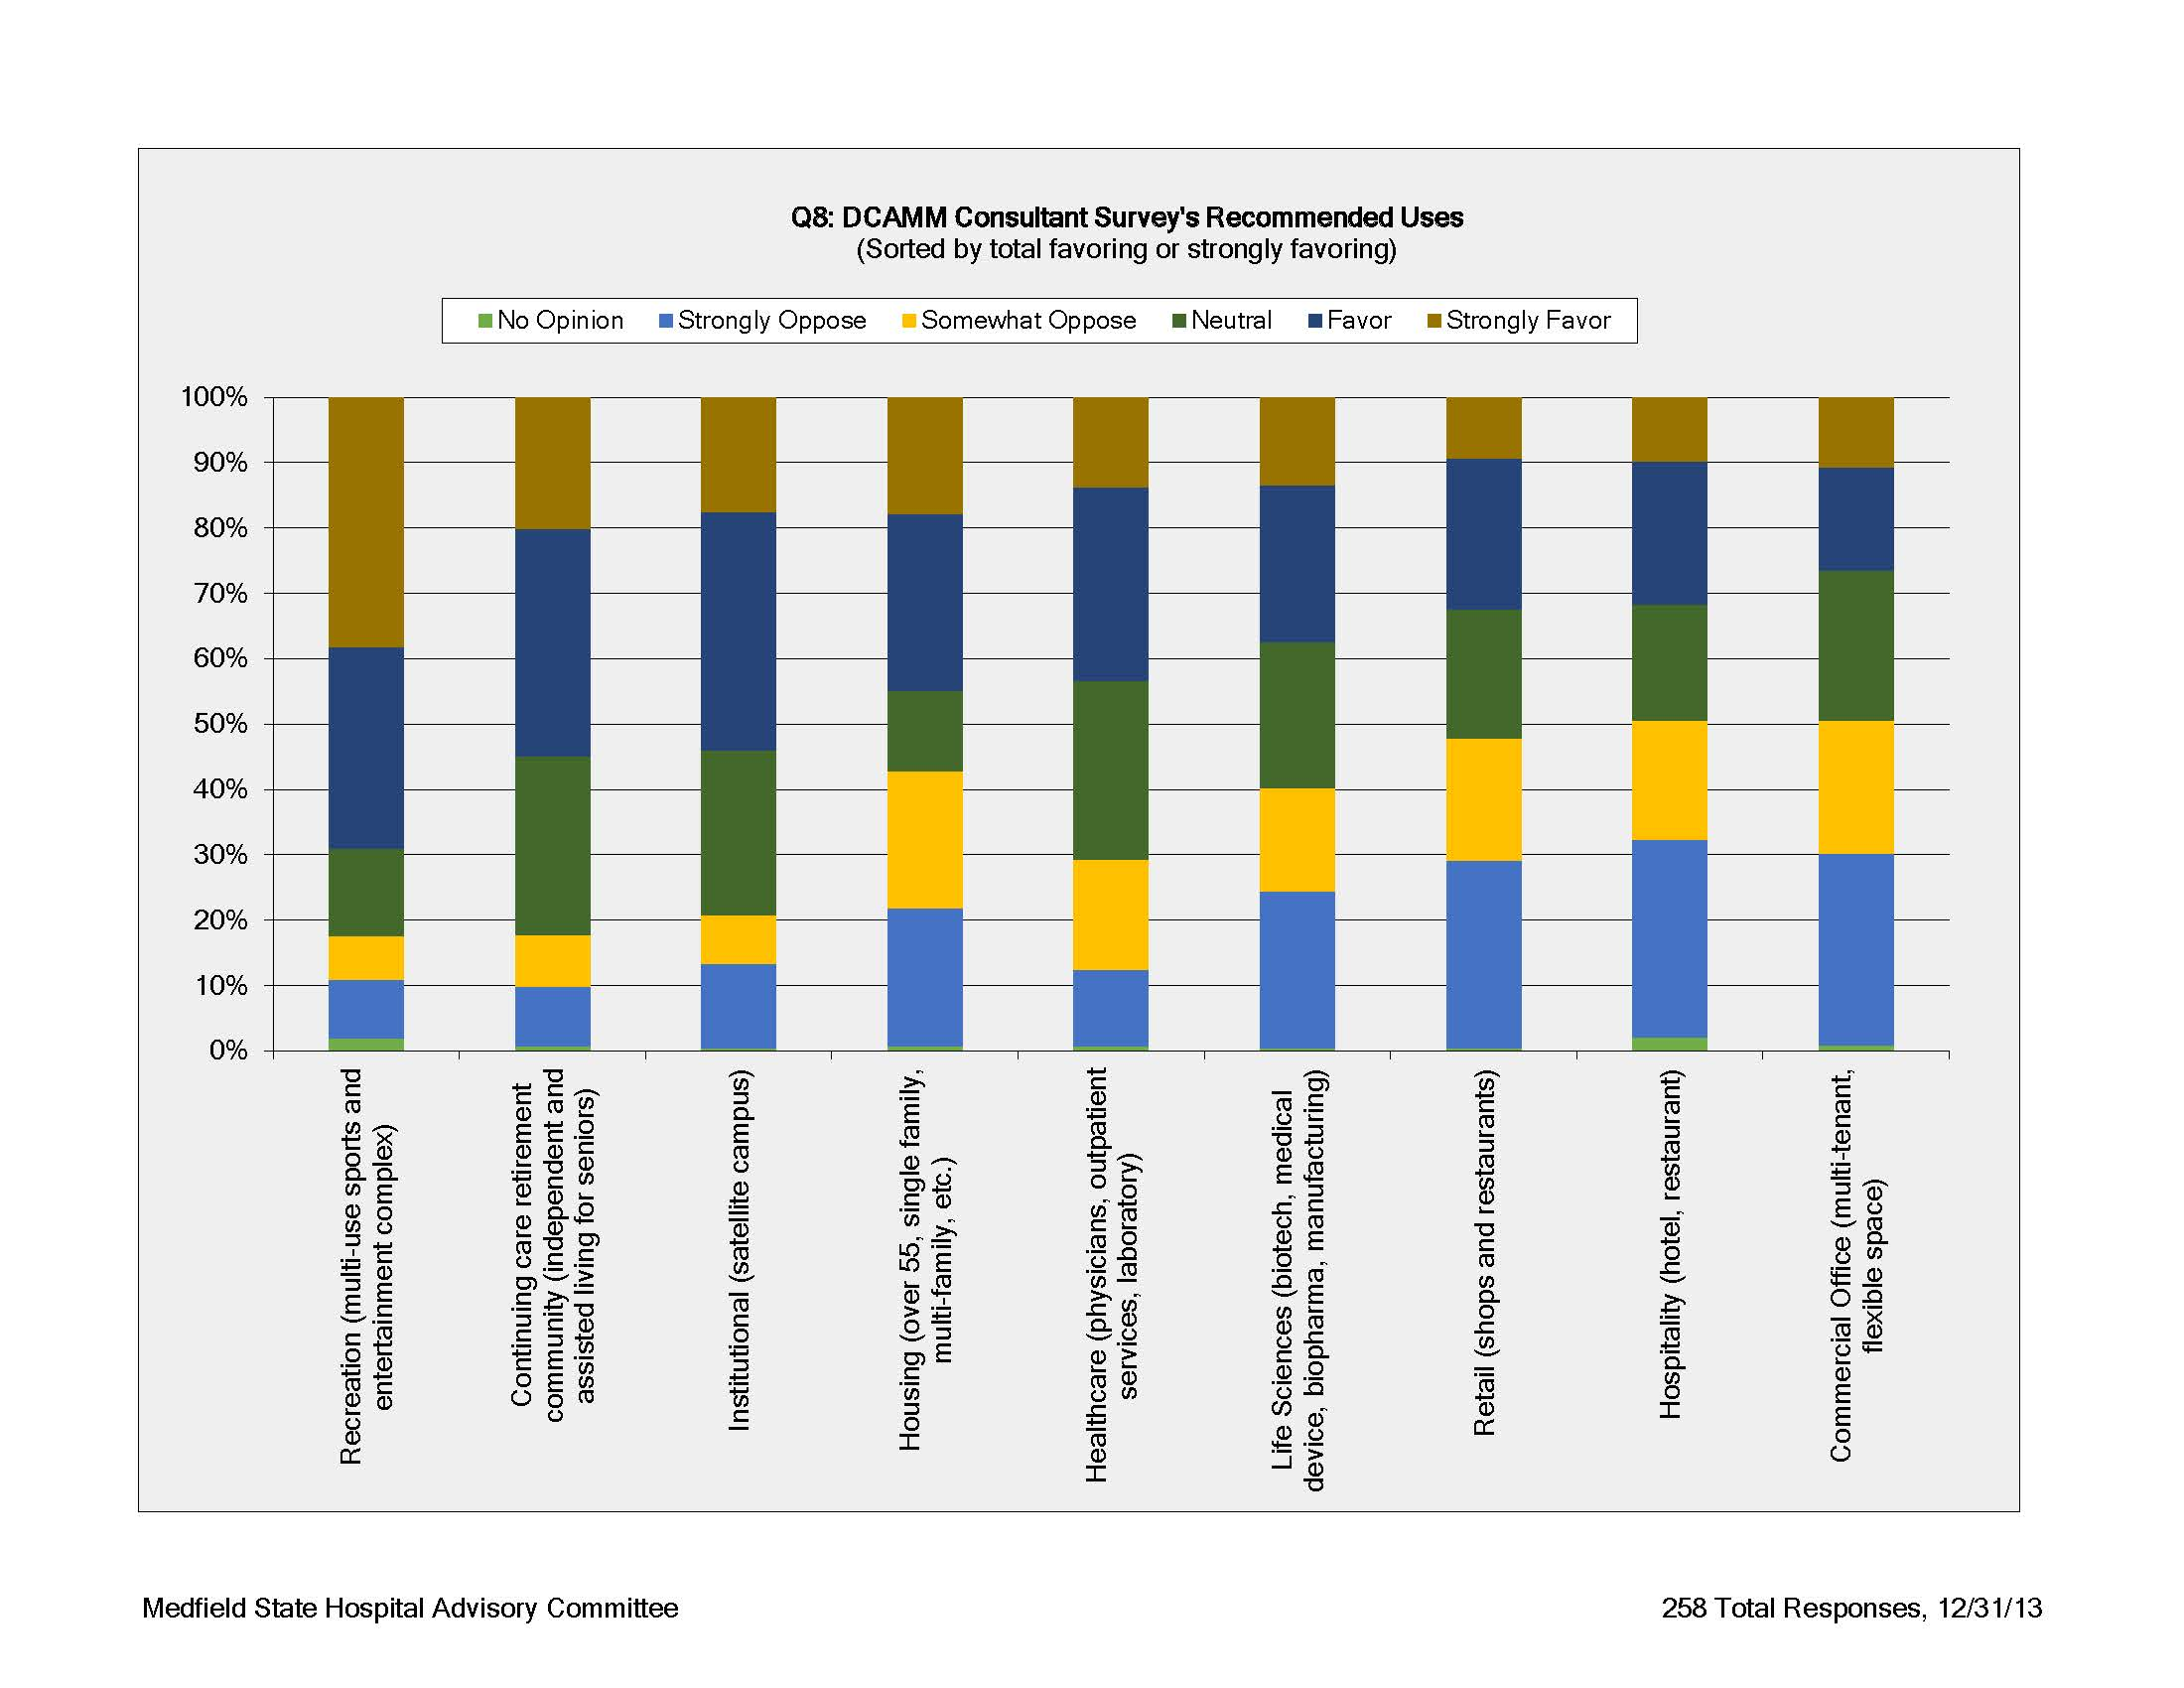 Q8: DCAMM Consultant Survey's Recommended Uses
(Sorted by total favoring or strongly favoring)
No Opinion Strongly Oppose Somewhat Oppose Neutral Favor Strongly Favor
100%
90%
80%
70%
60%
50%
40%
30%
20%
10%
0%
Recreation (multi-use sports and
entertainment complex)
Continuing care retirement
community (independent and
assisted living for seniors)
Institutional (satellite campus)
Housing (over 55, single family,
multi-family, etc.)
Healthcare (physicians, outpatient
services, laboratory)
Life Sciences (biotech, medical
device, biopharma, manufacturing)
Retail (shops and restaurants)
Hospitality (hotel, restaurant)
Commercial Office (multi-tenant,
flexible space)
Medfield State Hospital Advisory Committee
258 Total Responses, 12/31/13